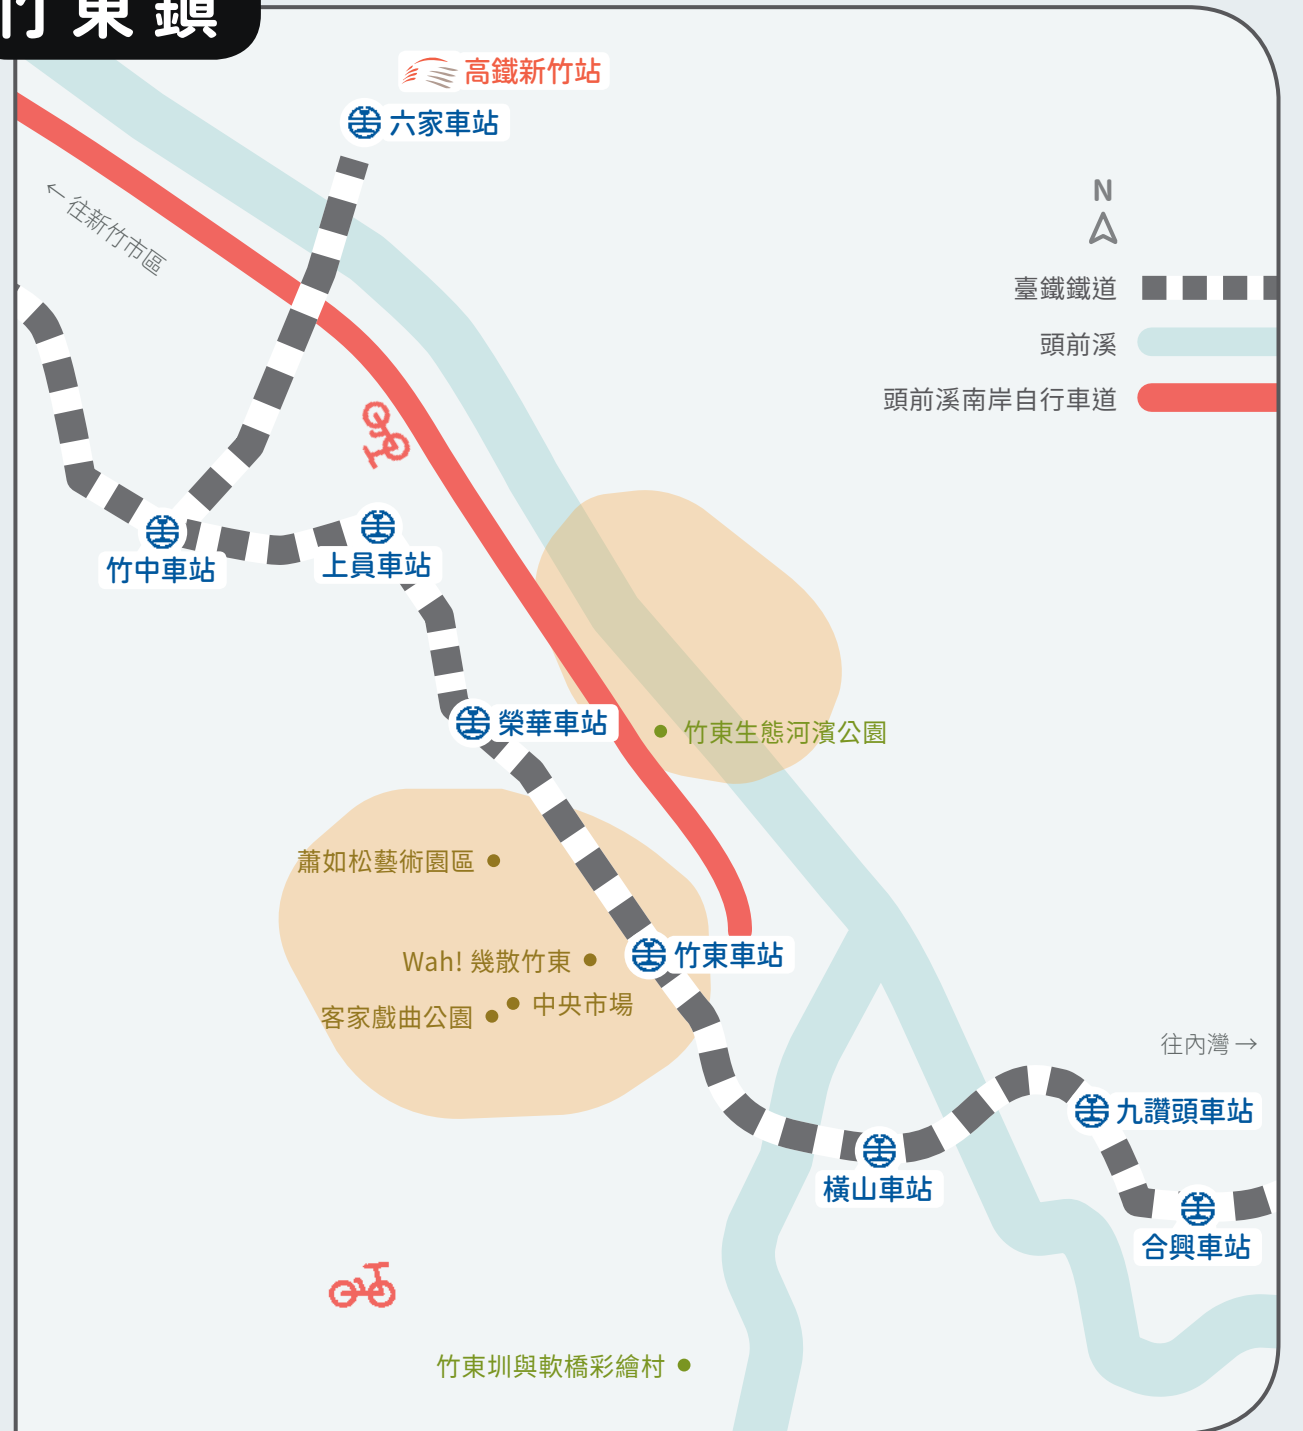 竹東鎮
高鐵新竹站
六家車站
← 往新竹市區
N
臺鐵鐵道
頭前溪
頭前溪南岸自行車道
竹中車站
上員車站
榮華車站
竹東生態河濱公園
蕭如松藝術園區
竹東車站
Wah! 幾散竹東
中央市場
客家戲曲公園
往內灣 →
九讚頭車站
橫山車站
合興車站
竹東圳與軟橋彩繪村